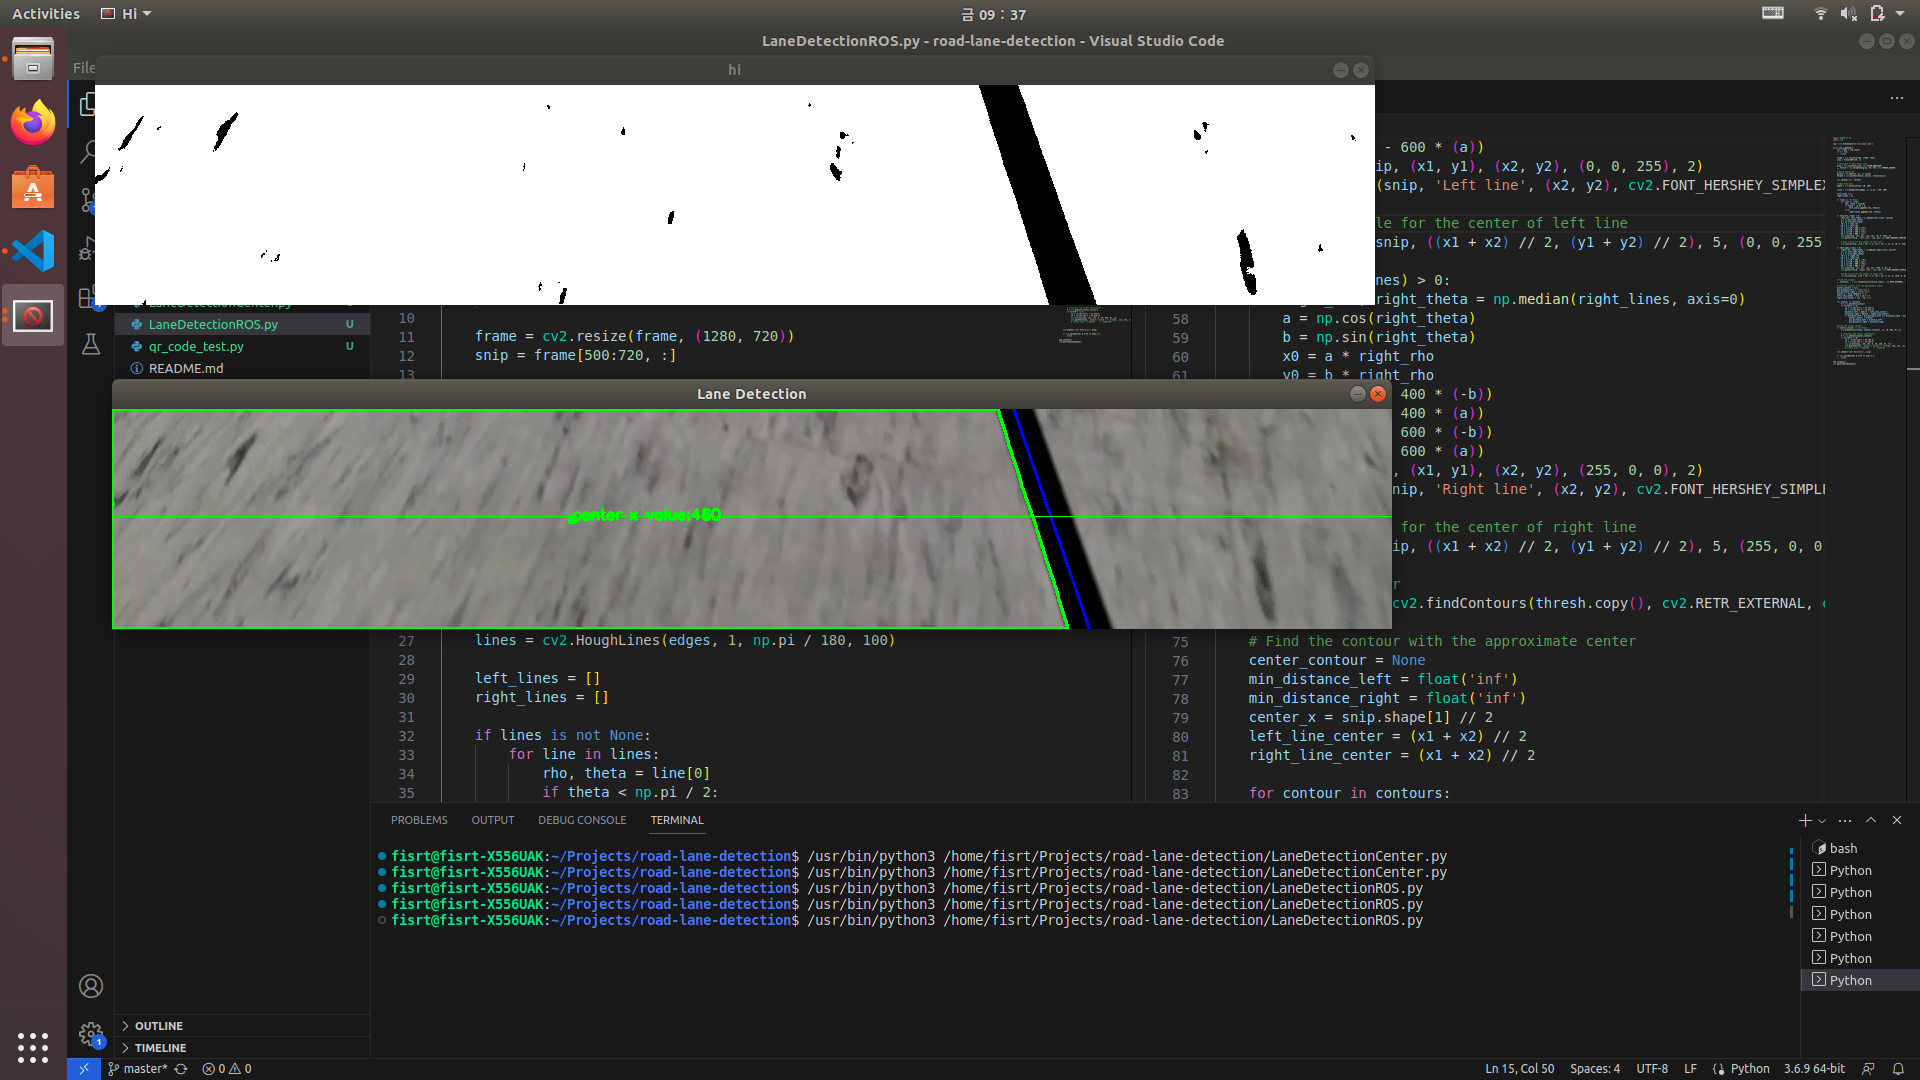 Activities
Hi
금 09 : 37
LaneDetectionROS.py - road-lane-detection - Visual Studio Code
File
hi
- 600 * (a))
(x1, y1), (x2, y2), (0, 0, 255), 2)
(snip, 'Left line', (x2, y2), cv2.FONT_HERSHEY_SIMPLEX
for the center of left line
snip, ((x1 + x2) // 2, (y1 + y2) // 2), 5, (0, 0, 255
> 0:
right_theta = np.median(right_lines, axis=0)
58 a = np.cos(right_theta)
59 b = np.sin(right_theta)
60 x0 = a * right_rho
61 y0 = b * right_rho
400 * (-b))
400 * (a))
600 * (-b))
600 * (a))
, (x1, y1), (x2, y2), (255, 0, 0), 2)
'Right line', (x2, y2), cv2.FONT_HERSHEY_SIMPLE
for the center of right line
((x1 + x2) // 2, (y1 + y2) // 2), 5, (255, 0, 0
cv2.findContours(thresh.copy(), cv2.RETR_EXTERNAL,
75 # Find the contour with the approximate center
76 center_contour = None
77 min_distance_left = float('inf')
78 min_distance_right = float('inf')
79 center_x = snip.shape[1] // 2
80 left_line_center = (x1 + x2) // 2
81 right_line_center = (x1 + x2) // 2
82
83 for contour in contours:
LaneDetectionCenter.py
LaneDetectionROS.py U
qr_code_test.py U
README.md
10
11 frame = cv2.resize(frame, (1280, 720))
12 snip = frame[500:720, :]
13
Lane Detection
center-x-value:460
27 lines = cv2.HoughLines(edges, 1, np.pi / 180, 100)
28
29 left_lines = []
30 right_lines = []
31
32 if lines is not None:
33 for line in lines:
34 rho, theta = line[0]
35 if theta < np.pi / 2:
PROBLEMS OUTPUT DEBUG CONSOLE TERMINAL
fisrt@fisrt-X556UAK:~/Projects/road-lane-detection$ /usr/bin/python3 /home/fisrt/Projects/road-lane-detection/LaneDetectionCenter.py
fisrt@fisrt-X556UAK:~/Projects/road-lane-detection$ /usr/bin/python3 /home/fisrt/Projects/road-lane-detection/LaneDetectionCenter.py
fisrt@fisrt-X556UAK:~/Projects/road-lane-detection$ /usr/bin/python3 /home/fisrt/Projects/road-lane-detection/LaneDetectionROS.py
fisrt@fisrt-X556UAK:~/Projects/road-lane-detection$ /usr/bin/python3 /home/fisrt/Projects/road-lane-detection/LaneDetectionROS.py
fisrt@fisrt-X556UAK:~/Projects/road-lane-detection$ /usr/bin/python3 /home/fisrt/Projects/road-lane-detection/LaneDetectionROS.py
bash
Python
Python
Python
Python
Python
Python
OUTLINE
TIMELINE
1
master* 0 0
Ln 15, Col 50 Spaces: 4 UTF-8 LF Python 3.6.9 64-bit